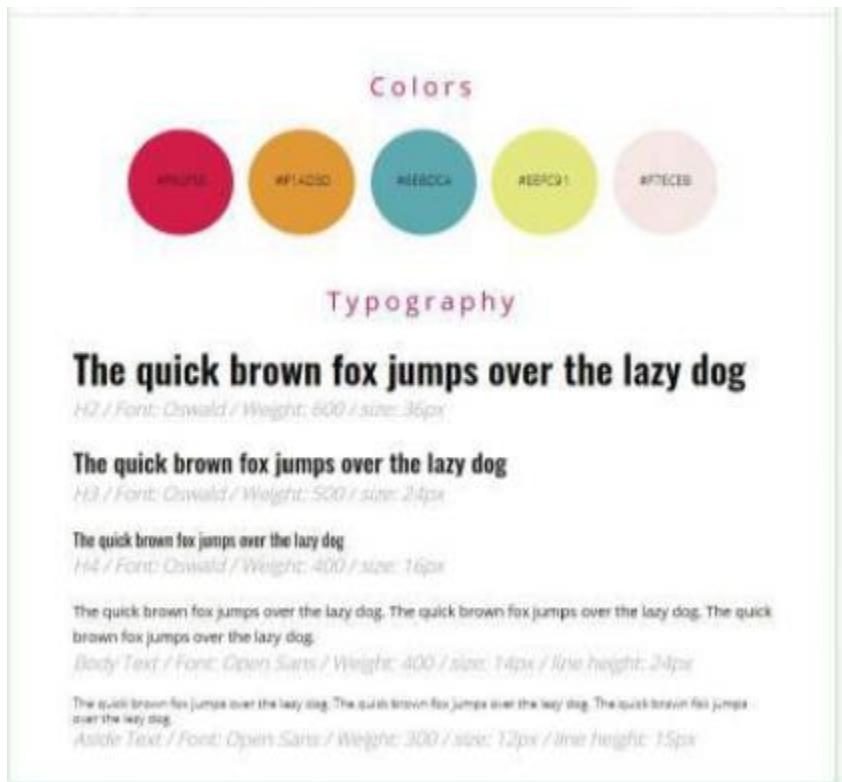 Colors
#F7ECEB
Typography
The quick brown fox jumps over the lazy dog
H2 / Font: Oswald / Weight: 600 / size: 36px
The quick brown fox jumps over the lazy dog
H3 / Font: Oswald / Weight: 500 / size: 24px
The quick brown fox jumps over the lazy dog
H4 / Font: Oswald / Weight: 400 / size: 16px
The quick brown fox jumps over the lazy dog. The quick brown fox jumps over the lazy dog. The quick
brown fox jumps over the lazy dog.
Body Text / Font: Open Sans / Weight: 400 / size: 14px / line height: 24px
The quick brown fox jumps over the lazy dog. The quick brown fox jumps over the lazy dog. The quick brown fox jumps
over the lazy dog.
Aside Text / Font: Open Sans / Weight: 300 / size: 12px / line height: 15px